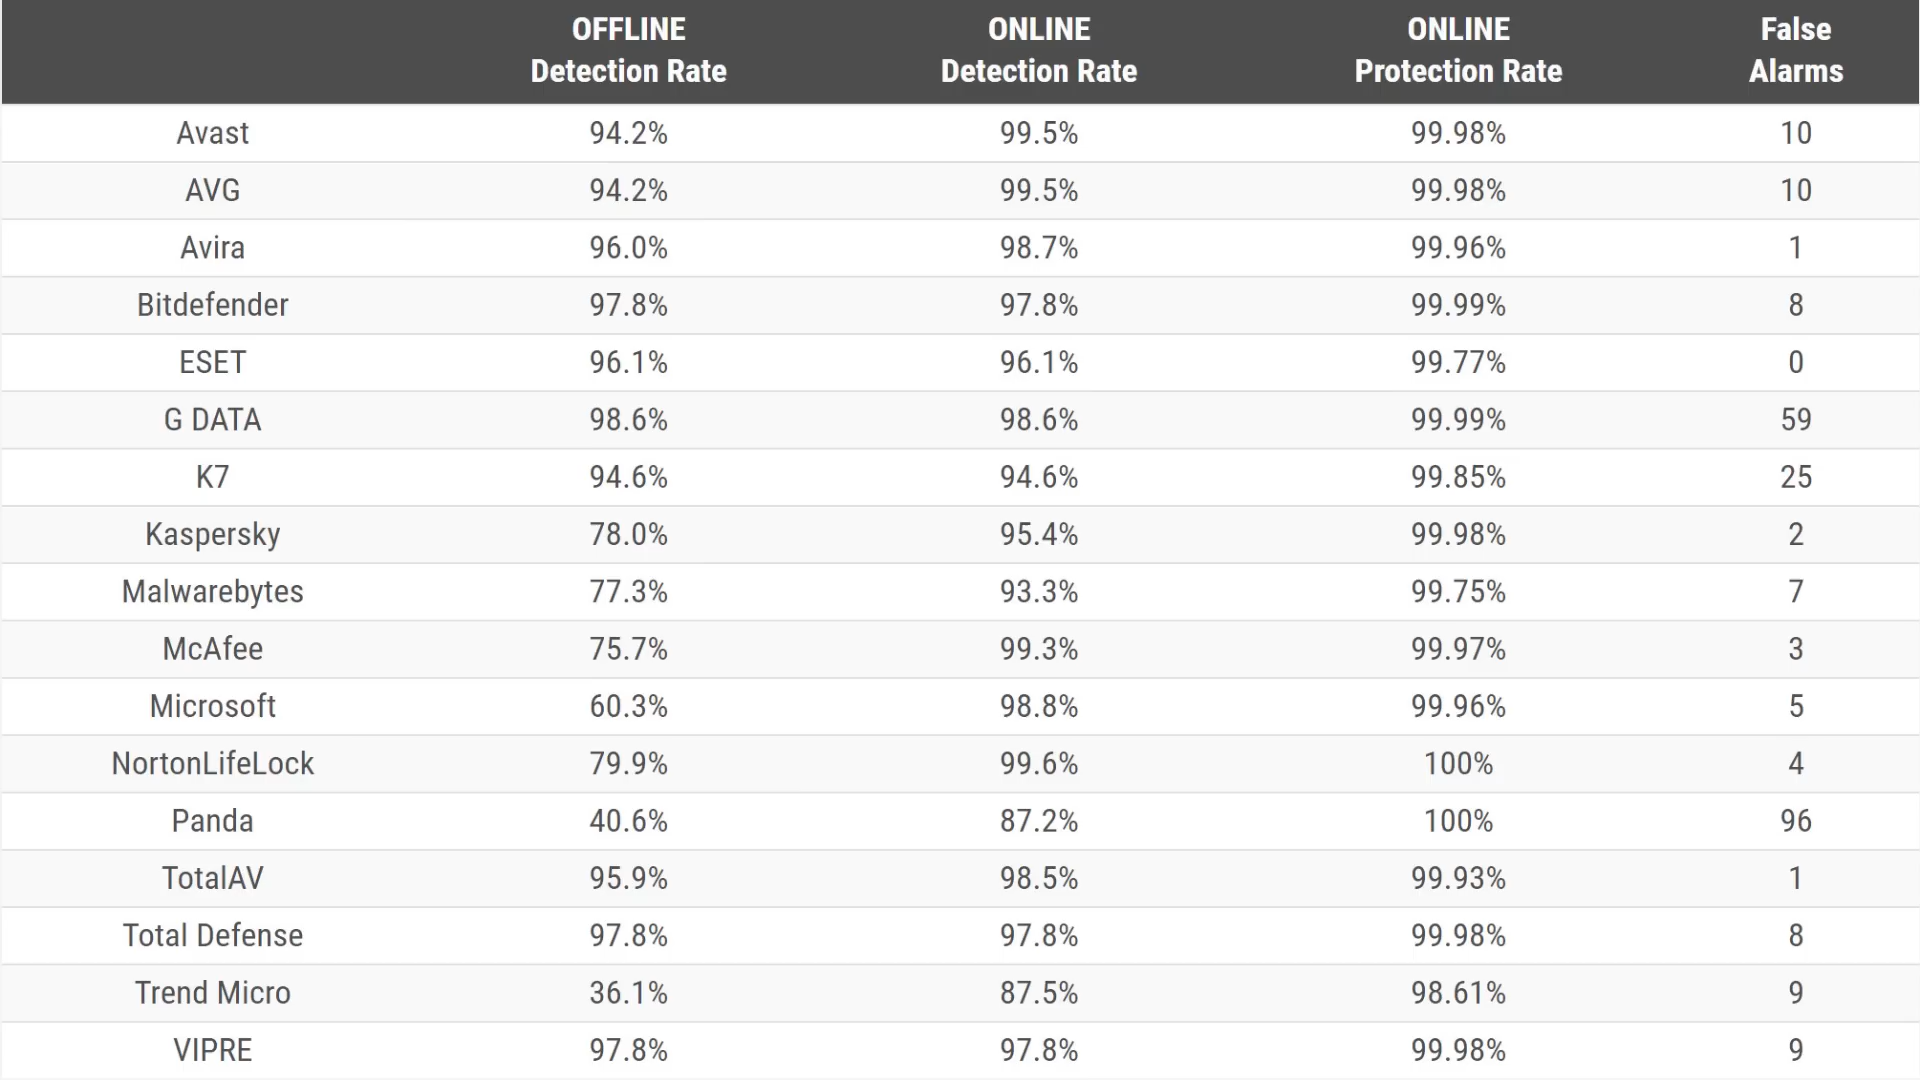 OFFLINE ONLINE ONLINE False
Detection Rate Detection Rate Protection Rate Alarms
Avast 94.2% 99.5% 99.98% 10
AVG 94.2% 99.5% 99.98% 10
Avira 96.0% 98.7% 99.96% 1
Bitdefender 97.8% 97.8% 99.99% 8
ESET 96.1% 96.1% 99.77% 0
G DATA 98.6% 98.6% 99.99% 59
K7 94.6% 94.6% 99.85% 25
Kaspersky 78.0% 95.4% 99.98% 2
Malwarebytes 77.3% 93.3% 99.75% 7
McAfee 75.7% 99.3% 99.97% 3
Microsoft 60.3% 98.8% 99.96% 5
NortonLifeLock 79.9% 99.6% 100% 4
Panda 40.6% 87.2% 100% 96
TotalAV 95.9% 98.5% 99.93% 1
Total Defense 97.8% 97.8% 99.98% 8
Trend Micro 36.1% 87.5% 98.61% 9
VIPRE 97.8% 97.8% 99.98% 9